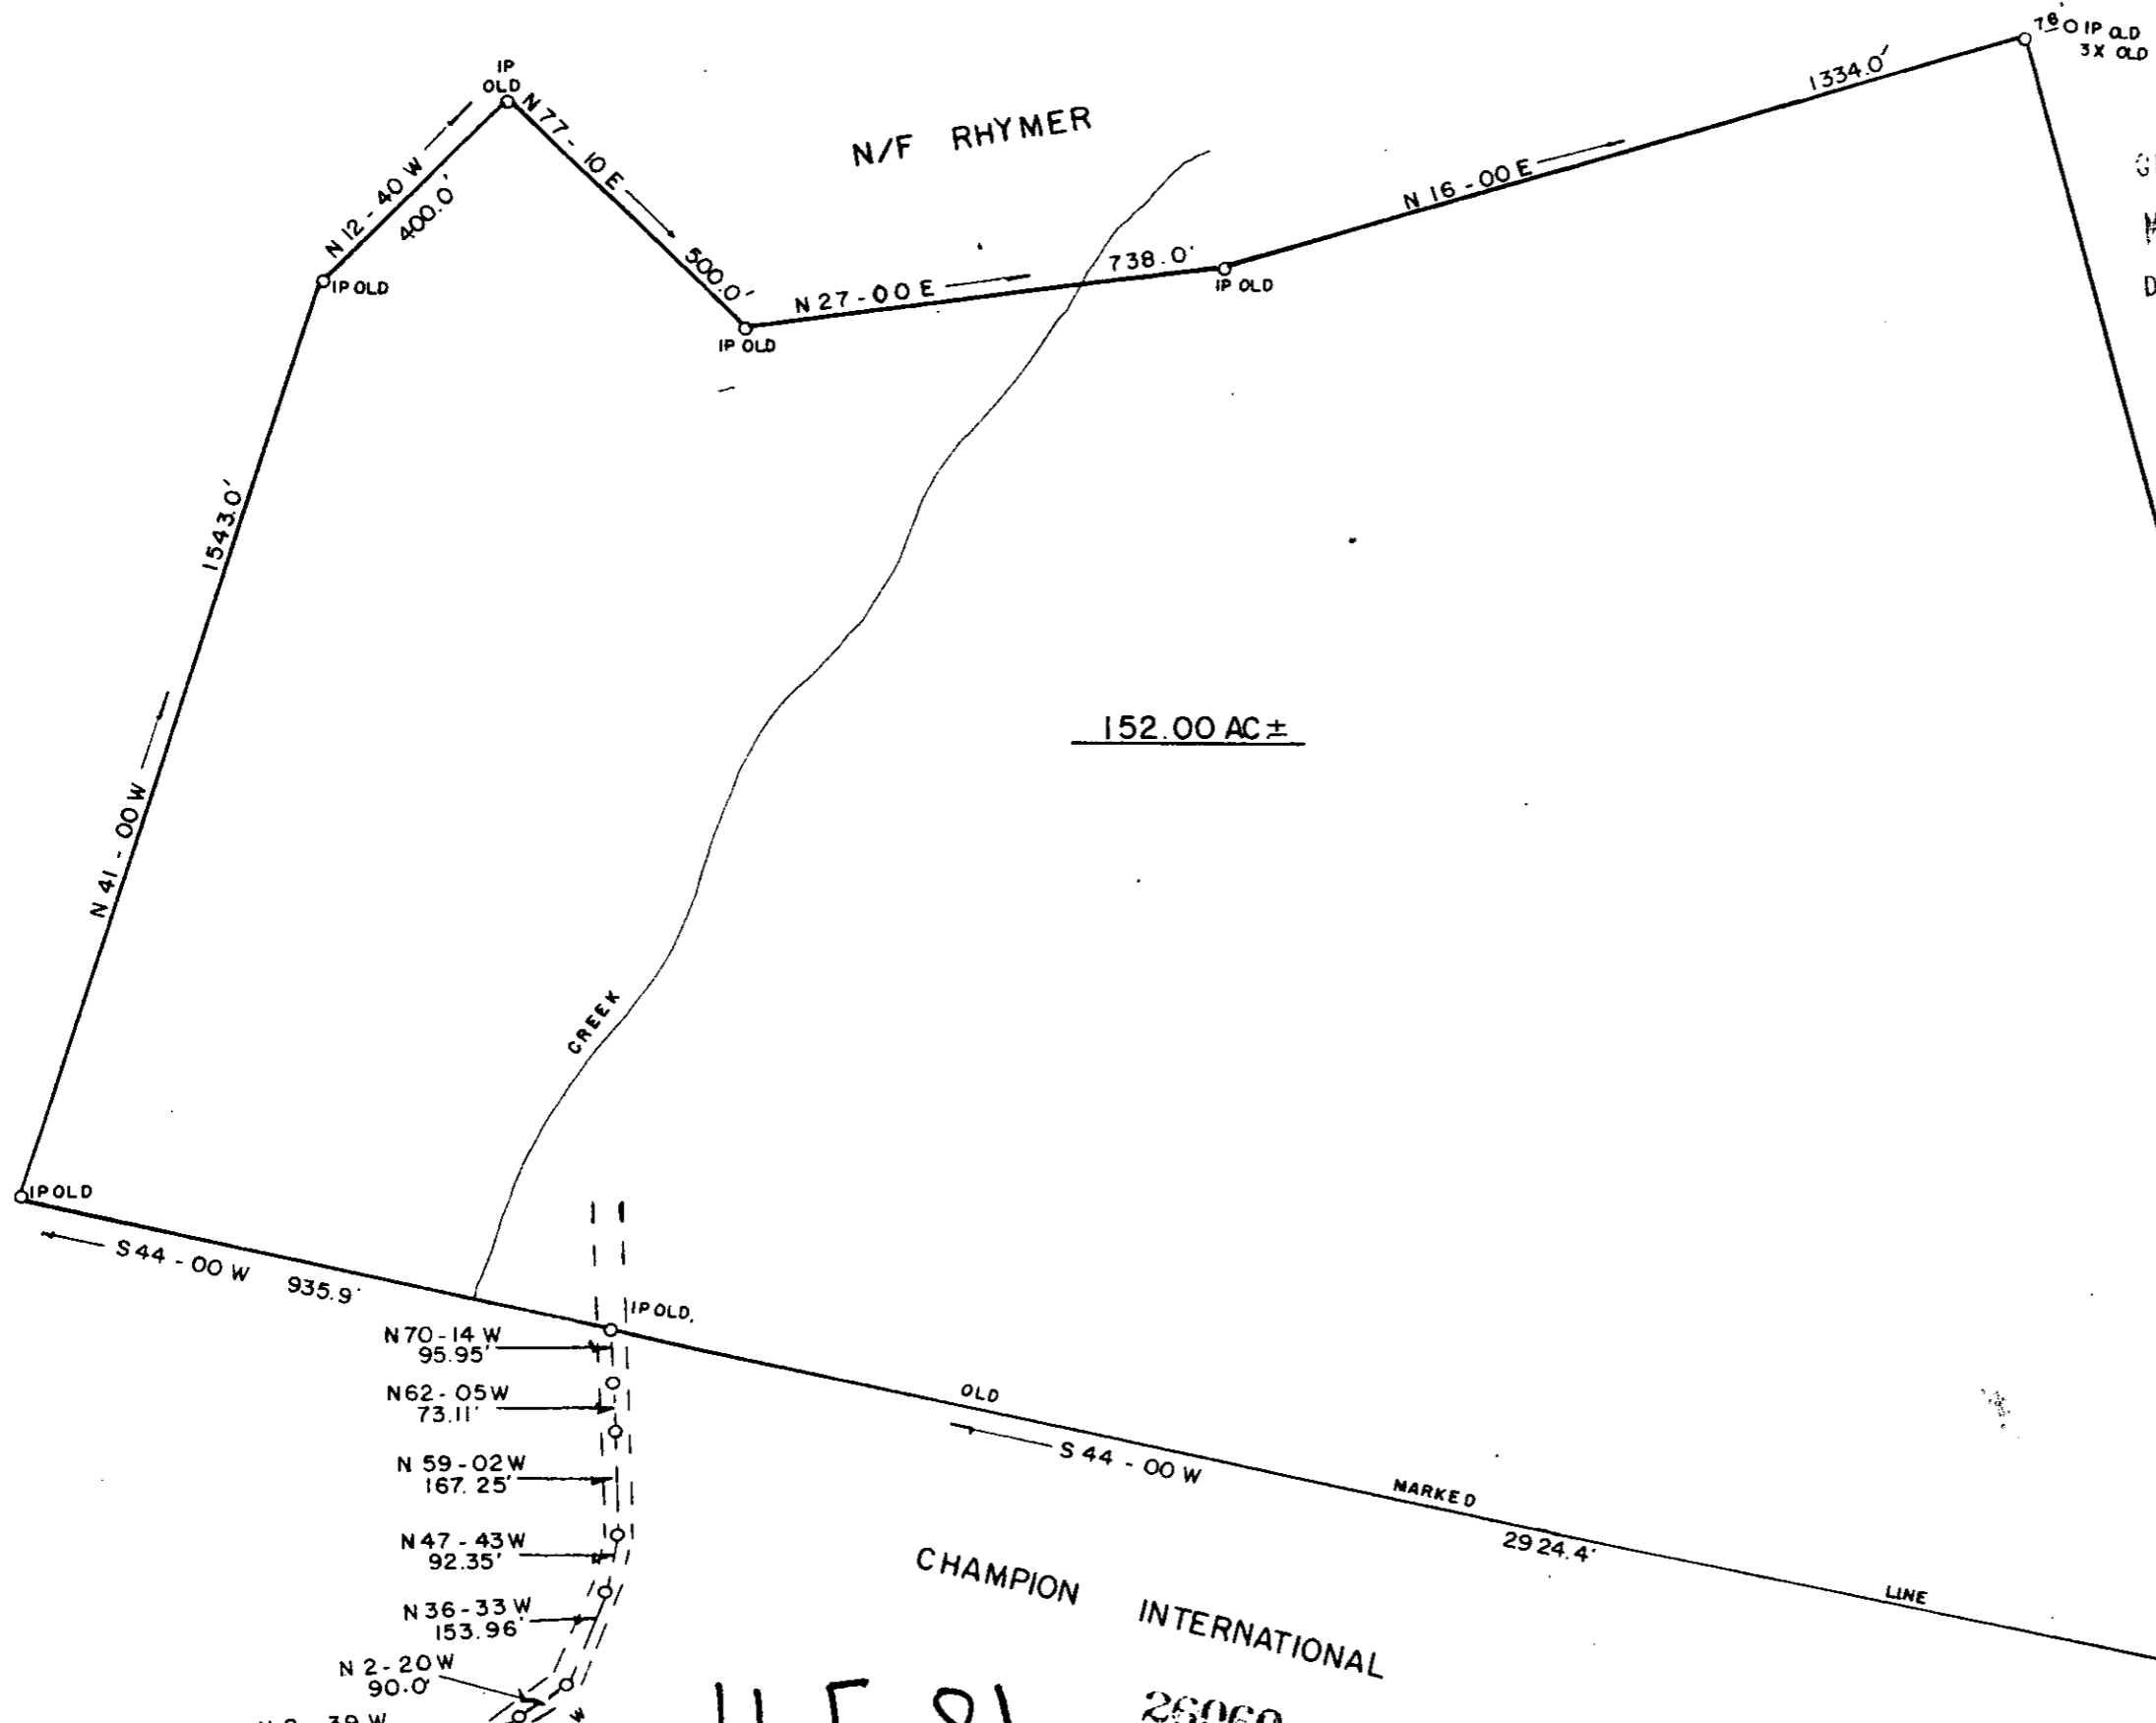 IP
OLD
N 12 - 40 W
400.0'
N 77 - 10 E
500.0'
N/F RHYMER
1334.0'
IP OLD
3X OLD
N 16 - 00 E
738.0'
N 27 - 00 E
IP OLD
IP OLD
IP OLD
1543.0'
N 41 - 00 W
152.00 AC ±
CREEK
IP OLD
S 44 - 00 W 935.9'
IP OLD
N 70 - 14 W
95.95'
N 62 - 05 W
73.11'
N 59 - 02 W
167.25'
N 47 - 43 W
92.35'
N 36 - 33 W
153.96'
N 2 - 20 W
90.0'
OLD MARKED LINE
S 44 - 00 W
2924.4'
CHAMPION INTERNATIONAL